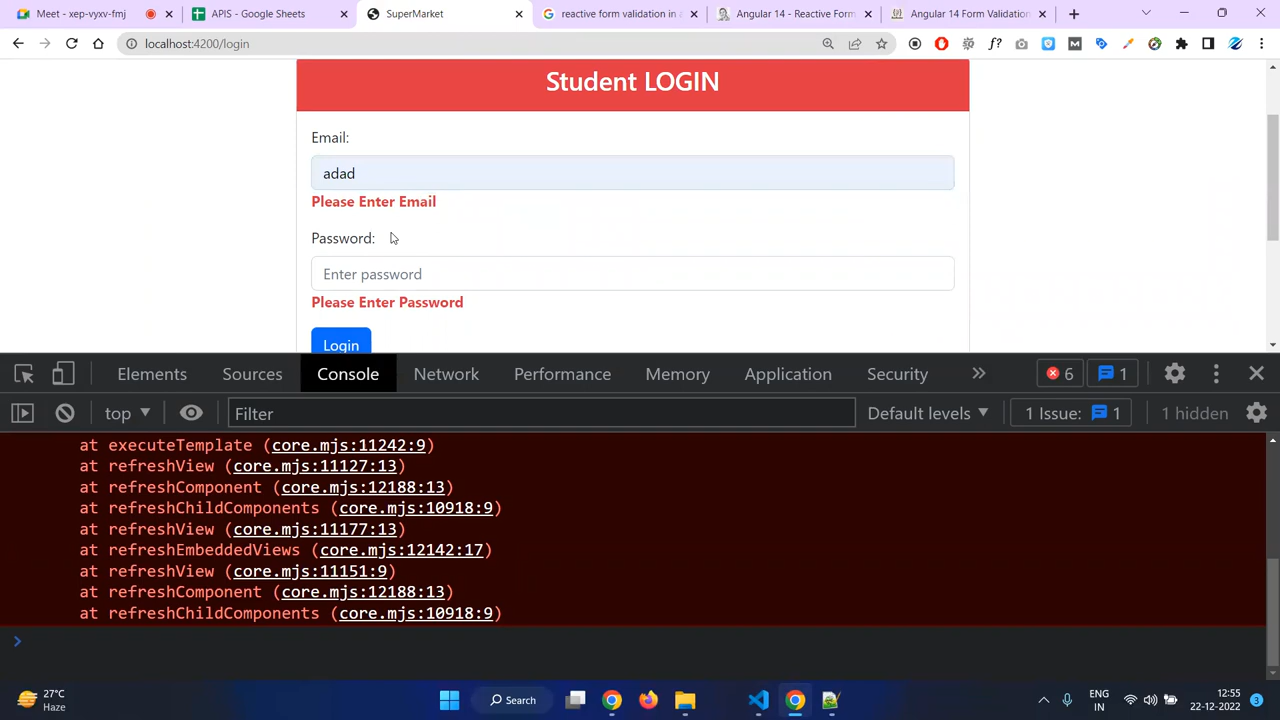 Meet - xep-yvxv-fmj
APIS - Google Sheets
SuperMarket
reactive form validation in a
Angular 14 - Reactive Form
Angular 14 Form Validation
localhost:4200/login
f?
M
Student LOGIN
Email:
adad
Please Enter Email
Password:
Enter password
Please Enter Password
Login
Elements
Sources
Console
Network
Performance
Memory
Application
Security
6
1
top
Filter
Default levels
1 Issue:
1
1 hidden
at executeTemplate (core.mjs:11242:9)
at refreshView (core.mjs:11127:13)
at refreshComponent (core.mjs:12188:13)
at refreshChildComponents (core.mjs:10918:9)
at refreshView (core.mjs:11177:13)
at refreshEmbeddedViews (core.mjs:12142:17)
at refreshView (core.mjs:11151:9)
at refreshComponent (core.mjs:12188:13)
at refreshChildComponents (core.mjs:10918:9)
27°C
Haze
Search
ENG
IN
12:55
22-12-2022
3